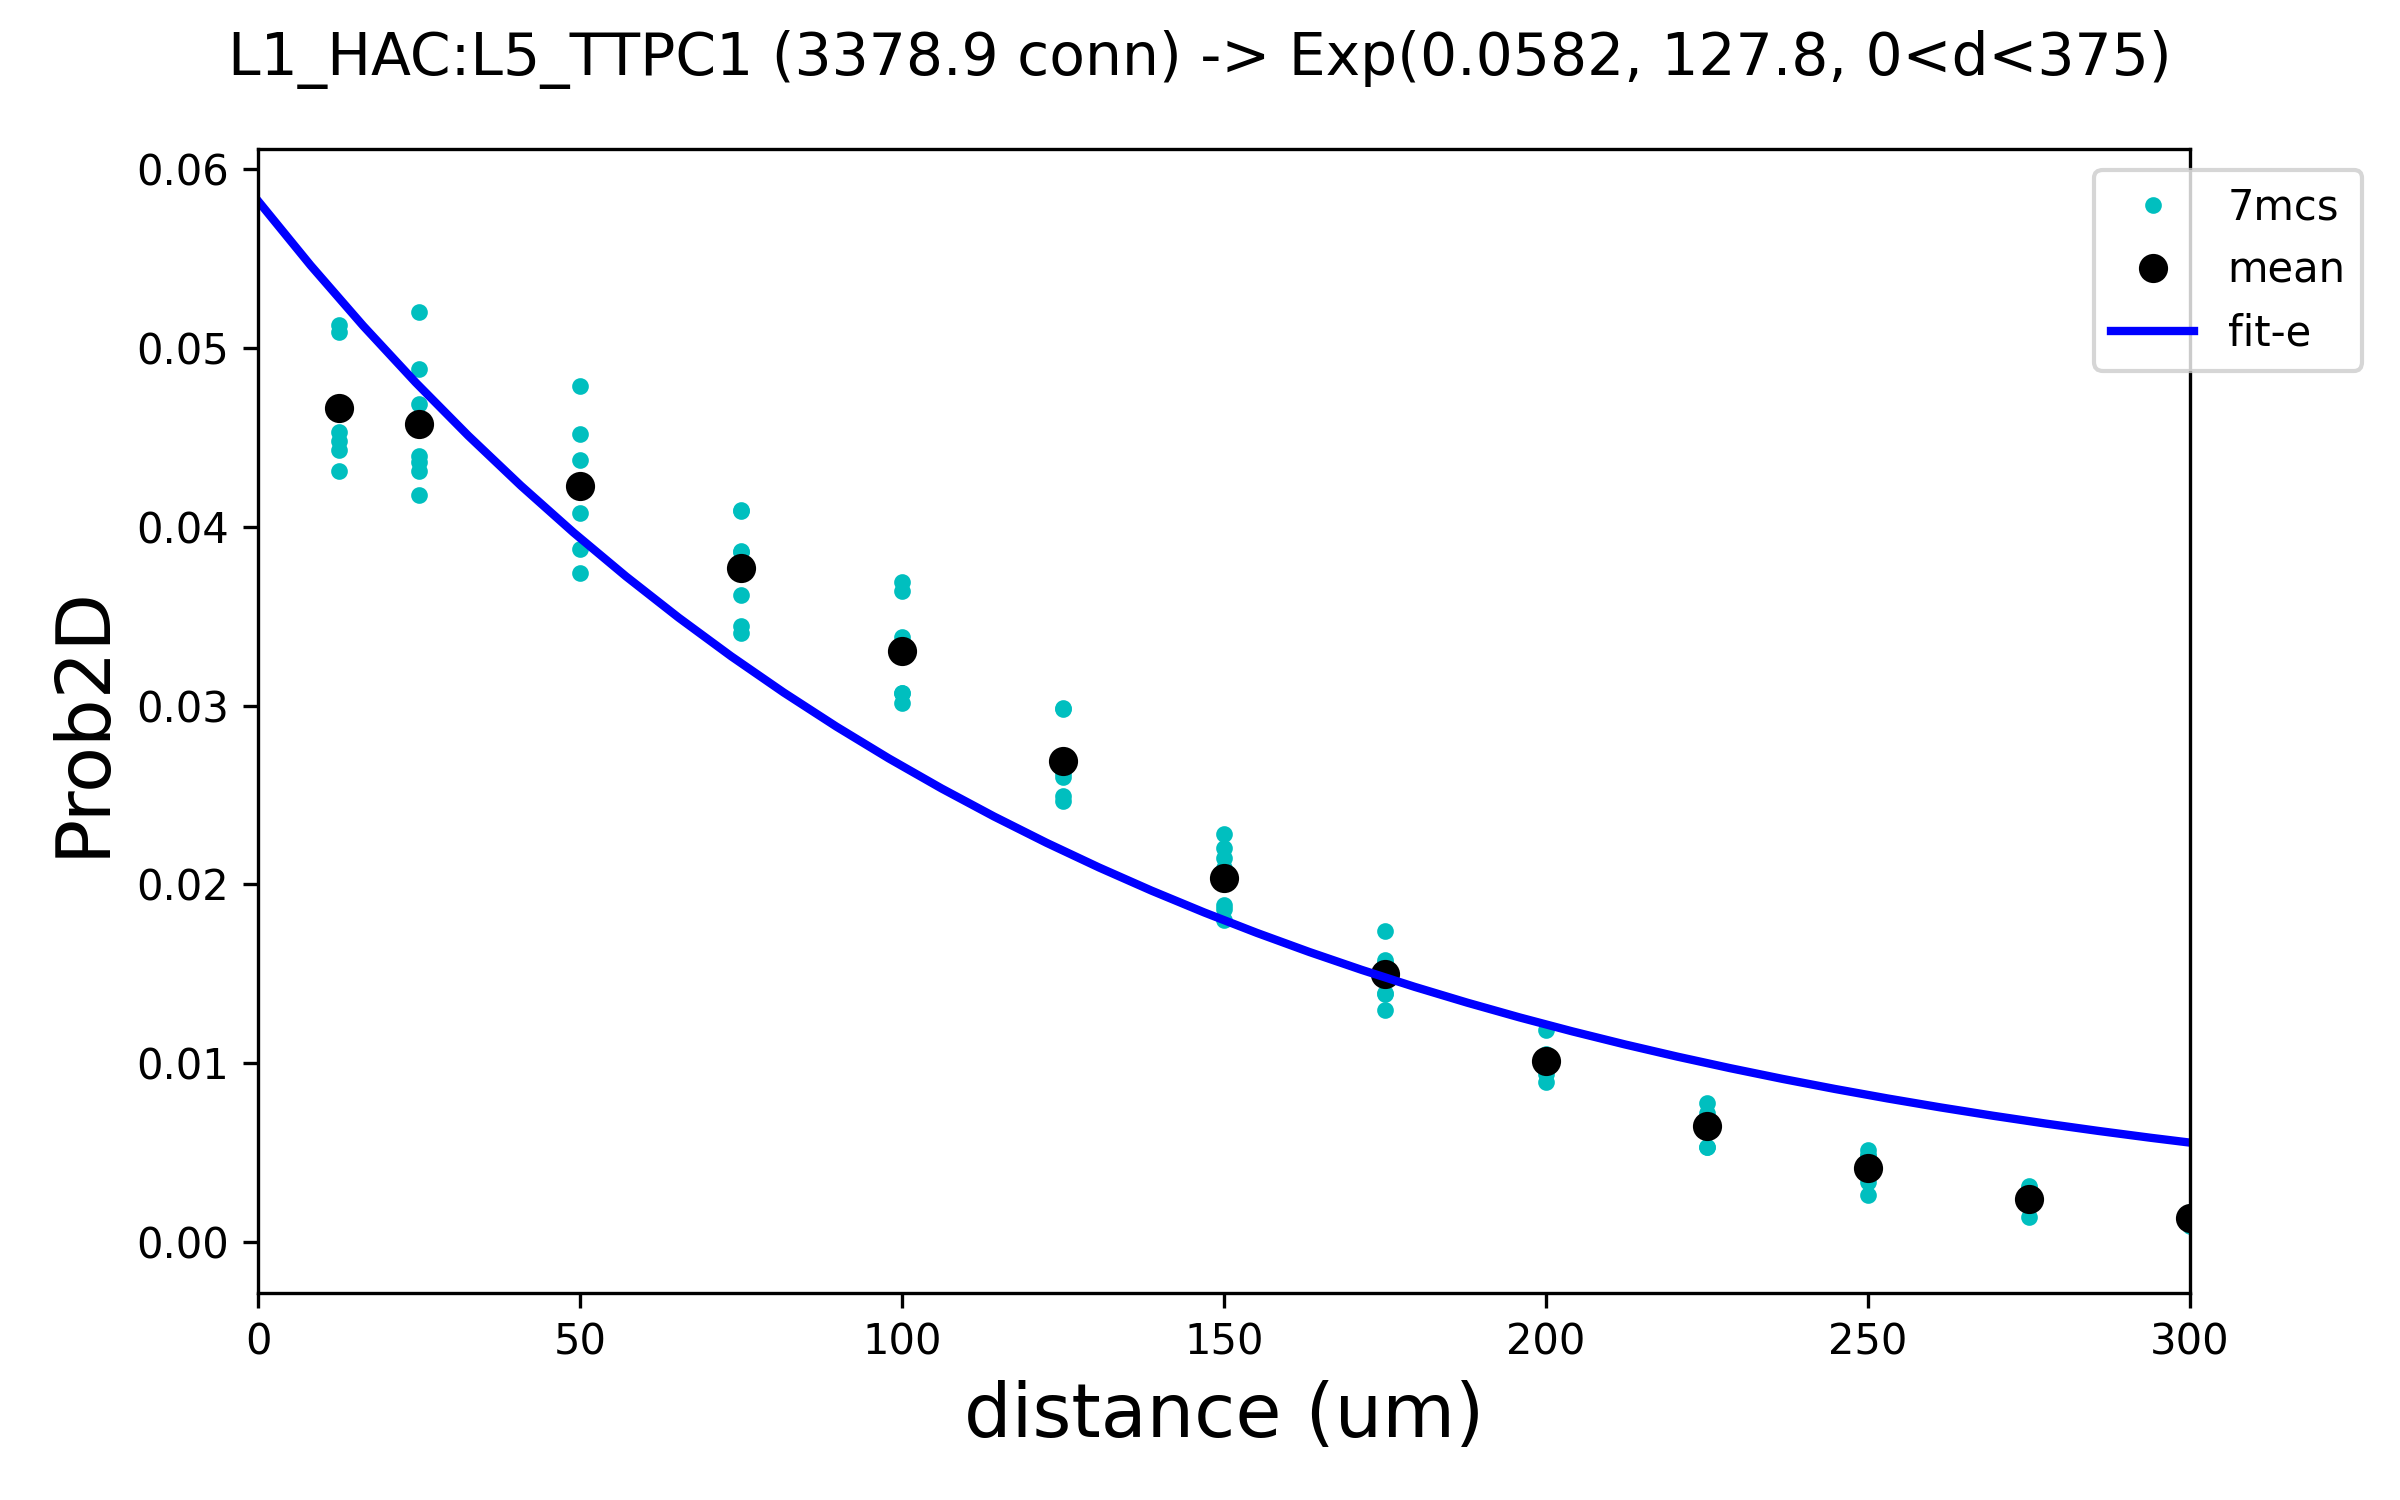 L1_HAC:L5_TTPC1 (3378.9 conn) -> Exp(0.0582, 127.8, 0<d<375)
7mcs
mean
fit-e
Prob2D
0.06
0.05
0.04
0.03
0.02
0.01
0.00
0 50 100 150 200 250 300
distance (um)